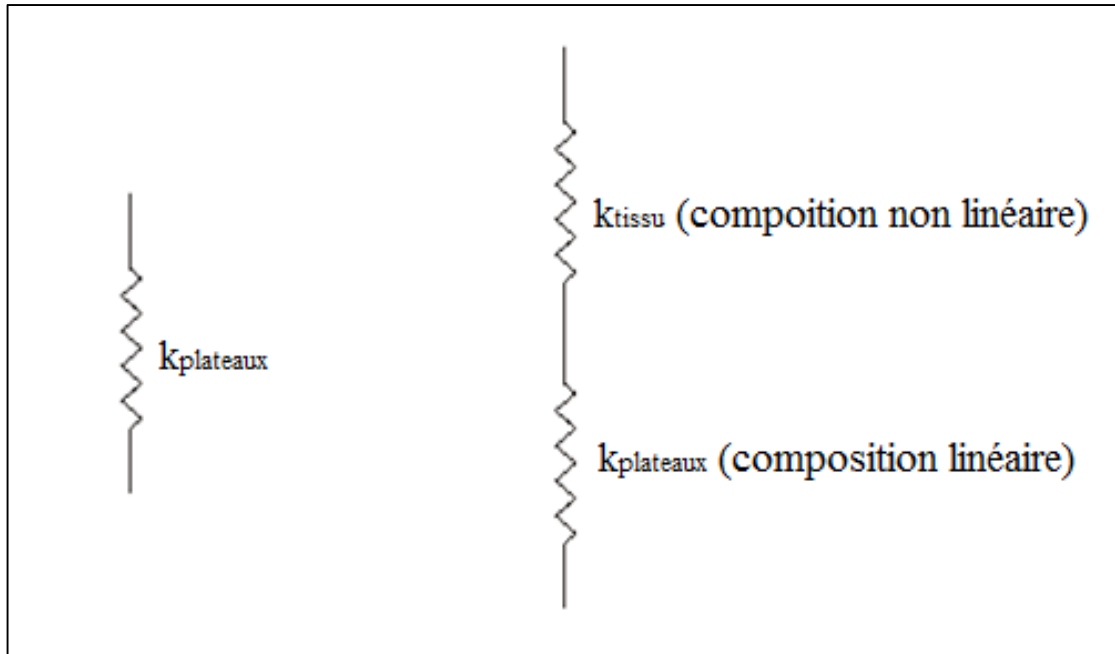 ktissu (compoition non linéaire)
kplateaux
kplateaux (composition linéaire)